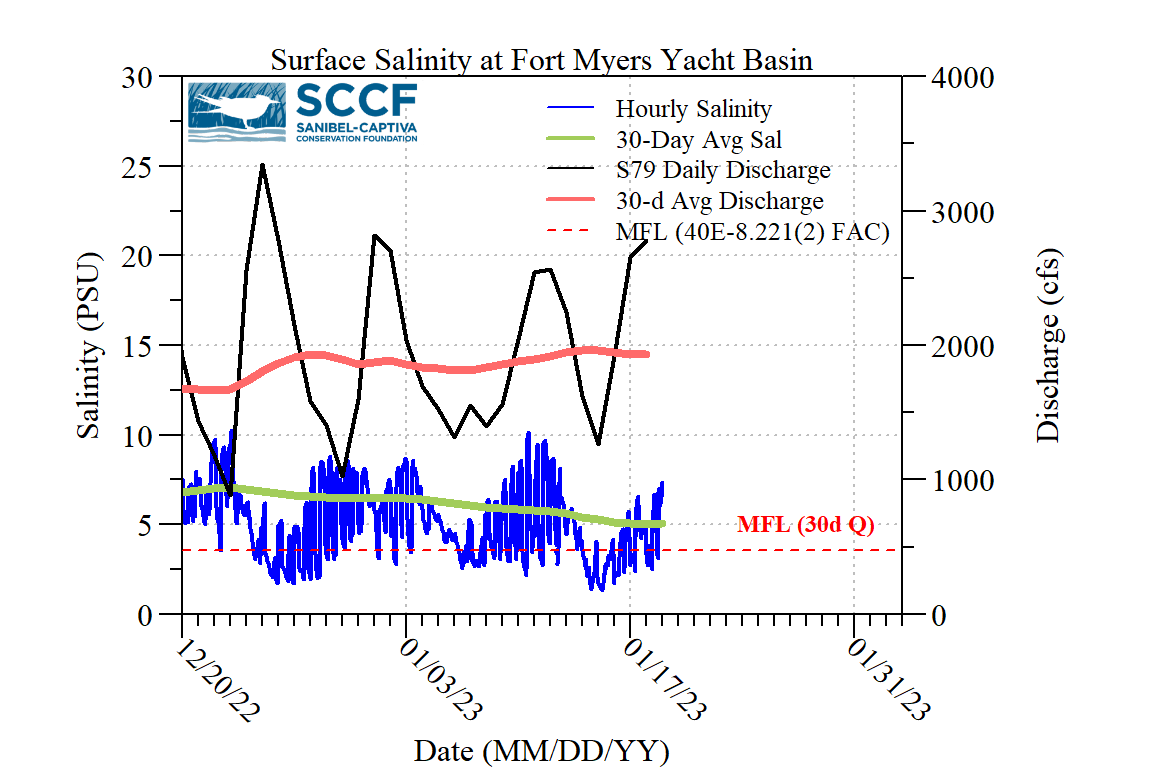 Surface Salinity at Fort Myers Yacht Basin
SCCF
SANIBEL-CAPTIVA
CONSERVATION FOUNDATION
Hourly Salinity
30-Day Avg Sal
S79 Daily Discharge
30-d Avg Discharge
MFL (40E-8.221(2) FAC)
30
25
20
15
10
5
0
Salinity (PSU)
4000
3000
2000
1000
0
Discharge (cfs)
MFL (30d Q)
12/20/22
01/03/23
01/17/23
01/31/23
Date (MM/DD/YY)